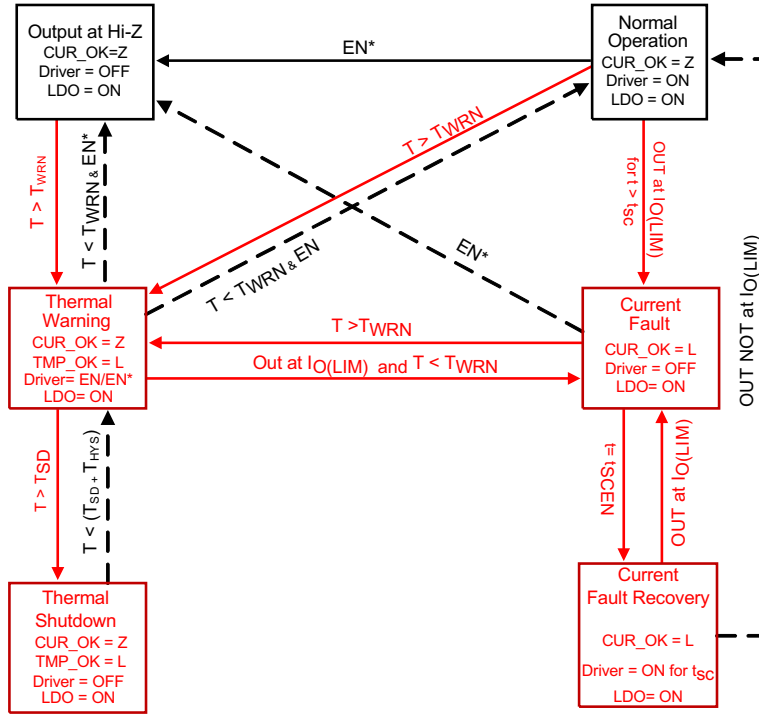 Output at Hi-Z
CUR_OK=Z
Driver = OFF
LDO = ON
EN*
Normal
Operation
CUR_OK = Z
Driver = ON
LDO = ON
T > TWRN
T < TWRN & EN*
T > TWRN
T < TWRN & EN
EN*
OUT at IO(LIM)
for t > tsc
OUT NOT at IO(LIM)
Thermal
Warning
CUR_OK = Z
TMP_OK = L
Driver= EN/EN*
LDO= ON
T >TWRN
Out at IO(LIM) and T < TWRN
Current
Fault
CUR_OK = L
Driver = OFF
LDO= ON
T > TSD
T < (TSD + THYS)
t= tSCEN
OUT at IO(LIM)
Thermal
Shutdown
CUR_OK = Z
TMP_OK = L
Driver = OFF
LDO = ON
Current
Fault Recovery
CUR_OK = L
Driver = ON for tSC
LDO= ON